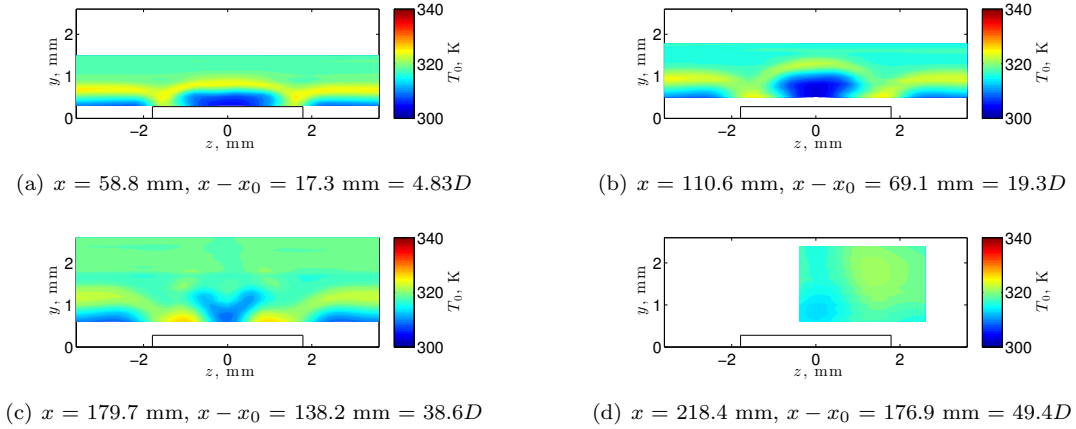 340
320
300
T₀, K
2
1
0
y, mm
−2 0 2
z, mm
340
320
300
T₀, K
2
1
0
y, mm
−2 0 2
z, mm
(a) x = 58.8 mm, x − x₀ = 17.3 mm = 4.83D
(b) x = 110.6 mm, x − x₀ = 69.1 mm = 19.3D
340
320
300
T₀, K
2
1
0
y, mm
−2 0 2
z, mm
340
320
300
T₀, K
2
1
0
y, mm
−2 0 2
z, mm
(c) x = 179.7 mm, x − x₀ = 138.2 mm = 38.6D
(d) x = 218.4 mm, x − x₀ = 176.9 mm = 49.4D